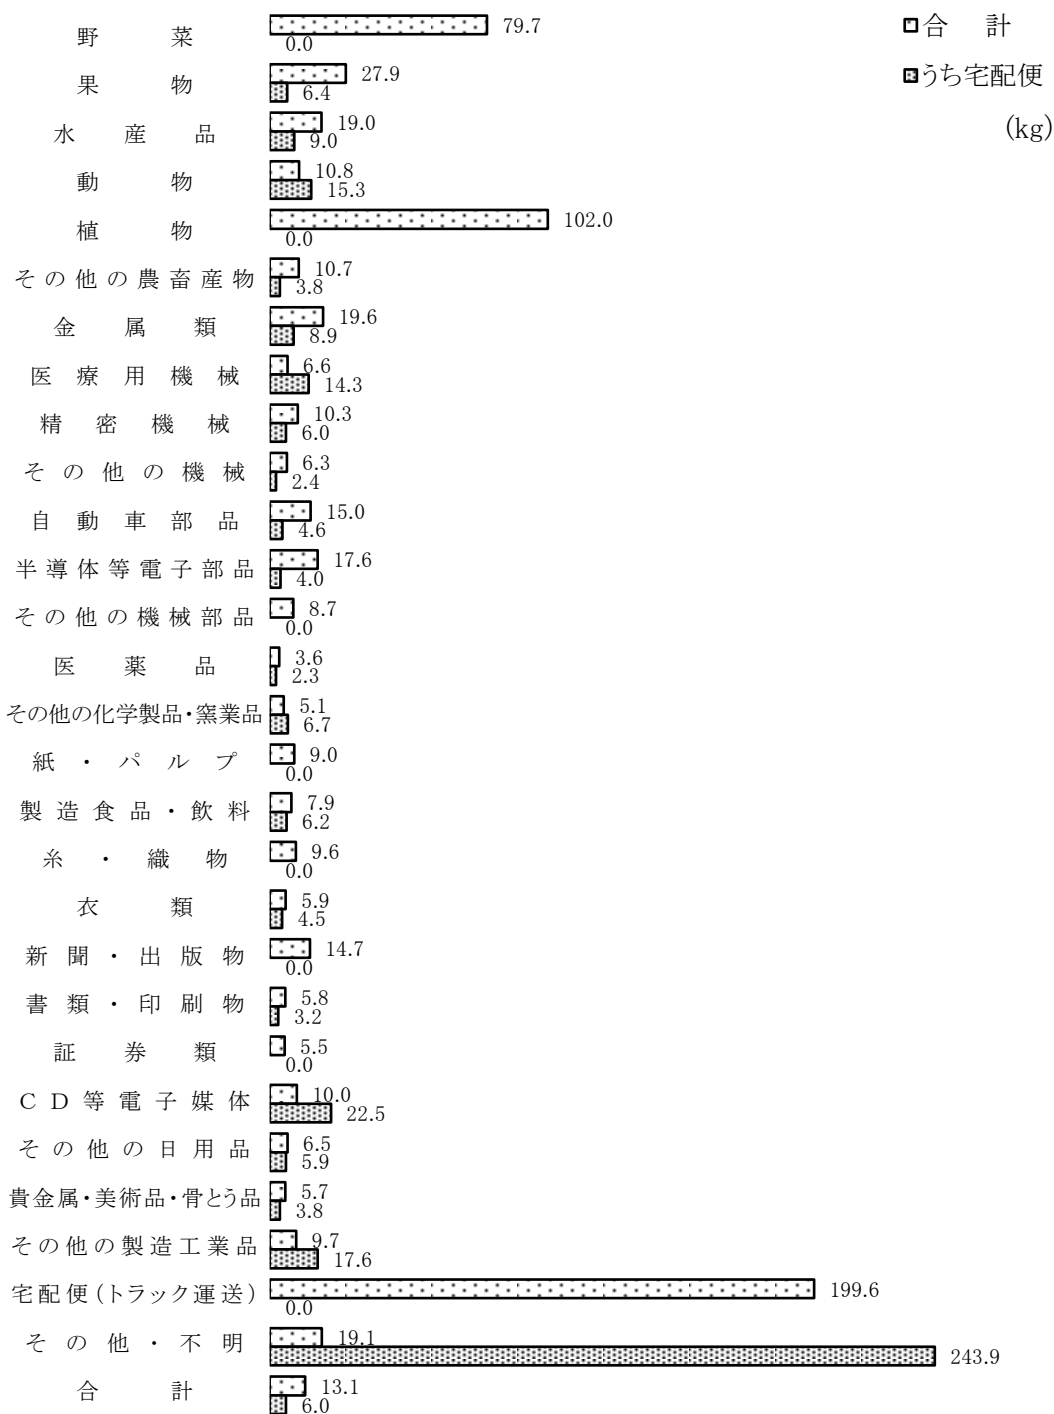 合計
うち宅配便
(kg)
野菜 79.7
0.0
果物 27.9
6.4
水産品 19.0
9.0
動物 10.8
15.3
植物 102.0
0.0
その他の農畜産物 10.7
3.8
金属類 19.6
8.9
医療用機械 6.6
14.3
精密機械 10.3
6.0
その他の機械 6.3
2.4
自動車部品 15.0
4.6
半導体等電子部品 17.6
4.0
その他の機械部品 8.7
0.0
医薬品 3.6
2.3
その他の化学製品・窯業品 5.1
6.7
紙・パルプ 9.0
0.0
製造食品・飲料 7.9
6.2
糸・織物 9.6
0.0
衣類 5.9
4.5
新聞・出版物 14.7
0.0
書類・印刷物 5.8
3.2
証券類 5.5
0.0
CD等電子媒体 10.0
22.5
その他の日用品 6.5
5.9
貴金属・美術品・骨とう品 5.7
3.8
その他の製造工業品 9.7
17.6
宅配便(トラック運送) 199.6
0.0
その他・不明 19.1
243.9
合計 13.1
6.0